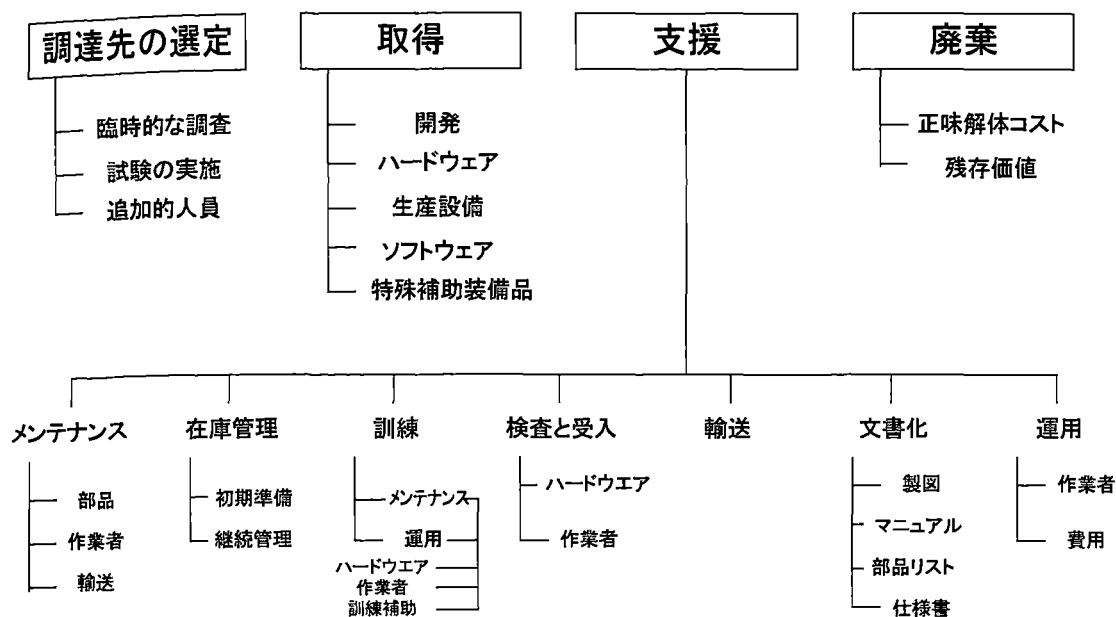 調達先の選定
取得
支援
廃棄
臨時的な調査
試験の実施
追加的人員
開発
ハードウェア
生産設備
ソフトウェア
特殊補助装備品
正味解体コスト
残存価値
メンテナンス
在庫管理
訓練
検査と受入
輸送
文書化
運用
部品
作業者
輸送
初期準備
継続管理
メンテナンス
運用
ハードウエア
作業者
訓練補助
ハードウエア
作業者
製図
マニュアル
部品リスト
仕様書
作業者
費用